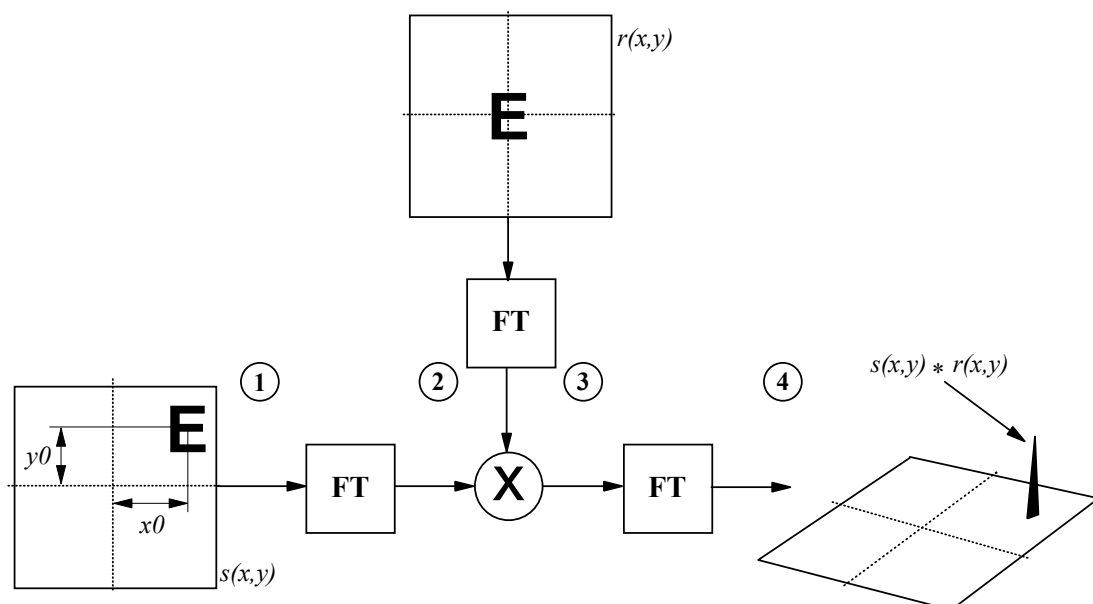 r(x,y)
E
FT
1
2
3
4
s(x,y) * r(x,y)
E
y0
x0
FT
X
FT
s(x,y)